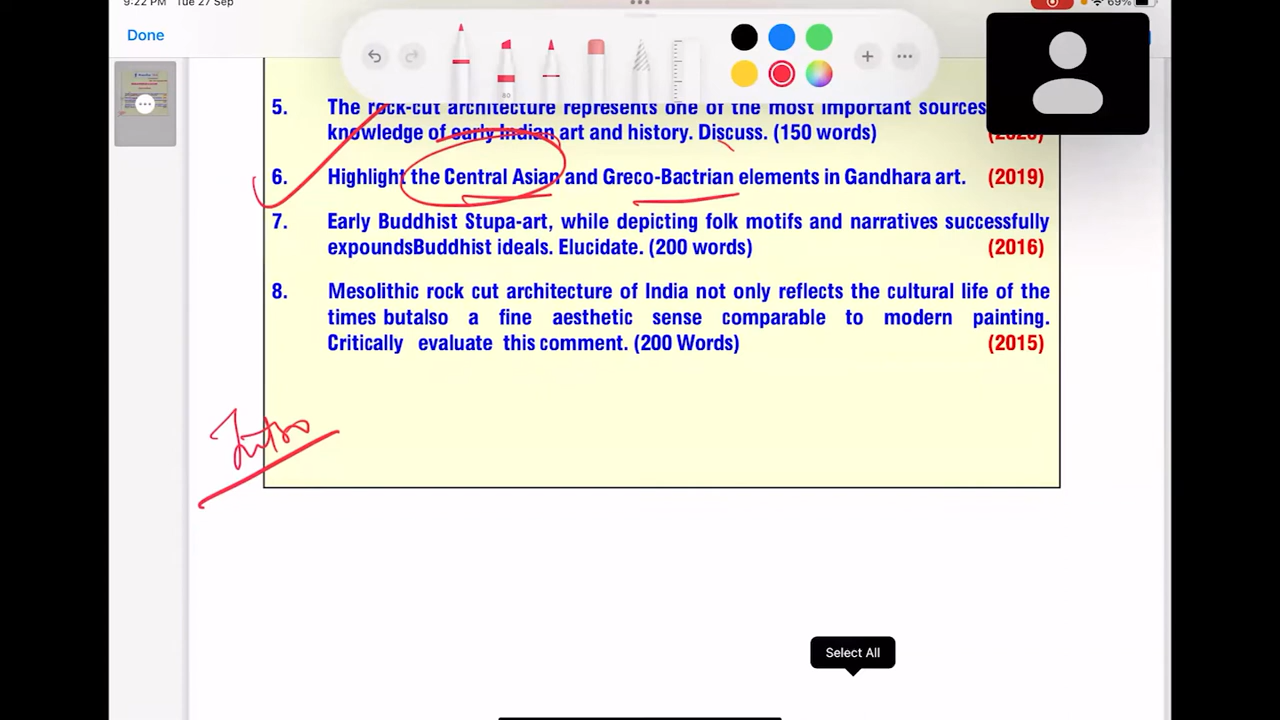 9:22 PM Tue 27 Sep
69%
Done
80
5. The rock-cut architecture represents one of the most important sources
knowledge of early Indian art and history. Discuss. (150 words) (2020)
6. Highlight the Central Asian and Greco-Bactrian elements in Gandhara art. (2019)
7. Early Buddhist Stupa-art, while depicting folk motifs and narratives successfully
expoundsBuddhist ideals. Elucidate. (200 words) (2016)
8. Mesolithic rock cut architecture of India not only reflects the cultural life of the
times butalso a fine aesthetic sense comparable to modern painting.
Critically evaluate this comment. (200 Words) (2015)
Intro
Select All